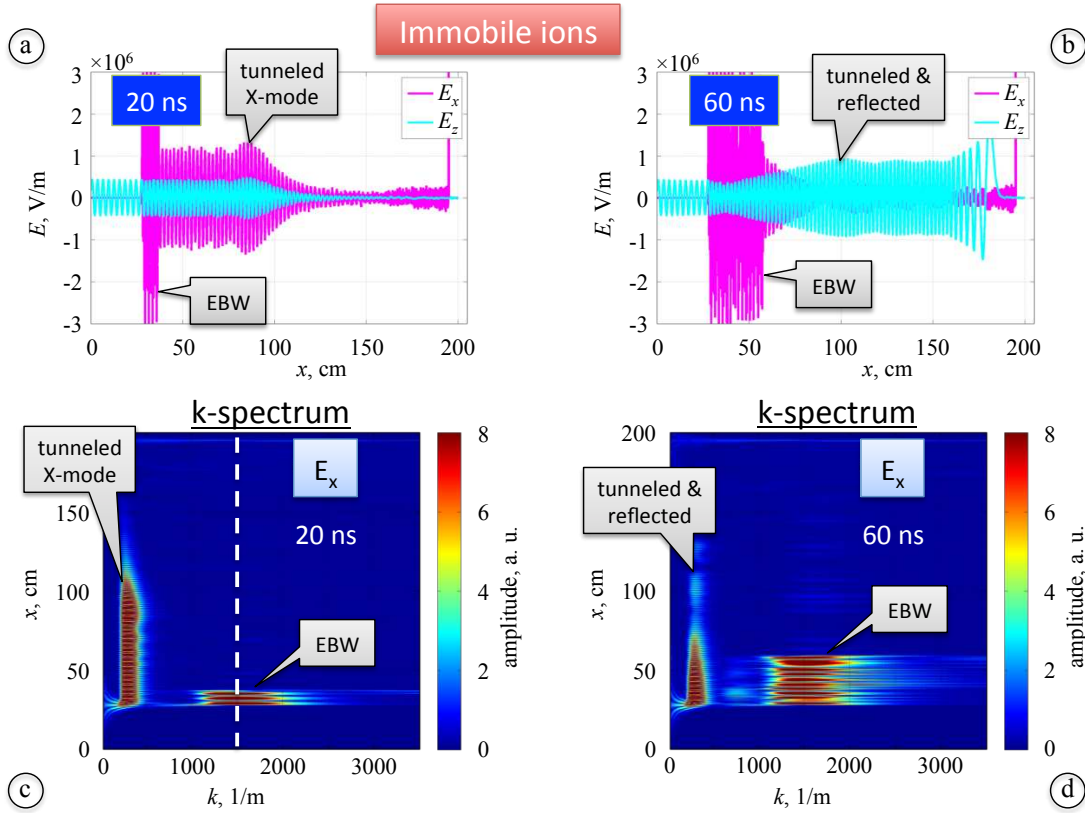 Immobile ions
a
×10⁶
20 ns
tunneled
X-mode
E_x
E_z
EBW
3
2
1
0
-1
-2
-3
E, V/m
0
50
100
150
200
x, cm
b
×10⁶
60 ns
tunneled &
reflected
E_x
E_z
EBW
3
2
1
0
-1
-2
-3
E, V/m
0
50
100
150
200
x, cm
k-spectrum
tunneled
X-mode
E_x
20 ns
EBW
150
100
50
0
x, cm
0
1000
2000
3000
k, 1/m
8
6
4
2
0
amplitude, a. u.
c
k-spectrum
tunneled &
reflected
E_x
60 ns
EBW
200
150
100
50
0
x, cm
0
1000
2000
3000
k, 1/m
8
6
4
2
0
amplitude, a. u.
d